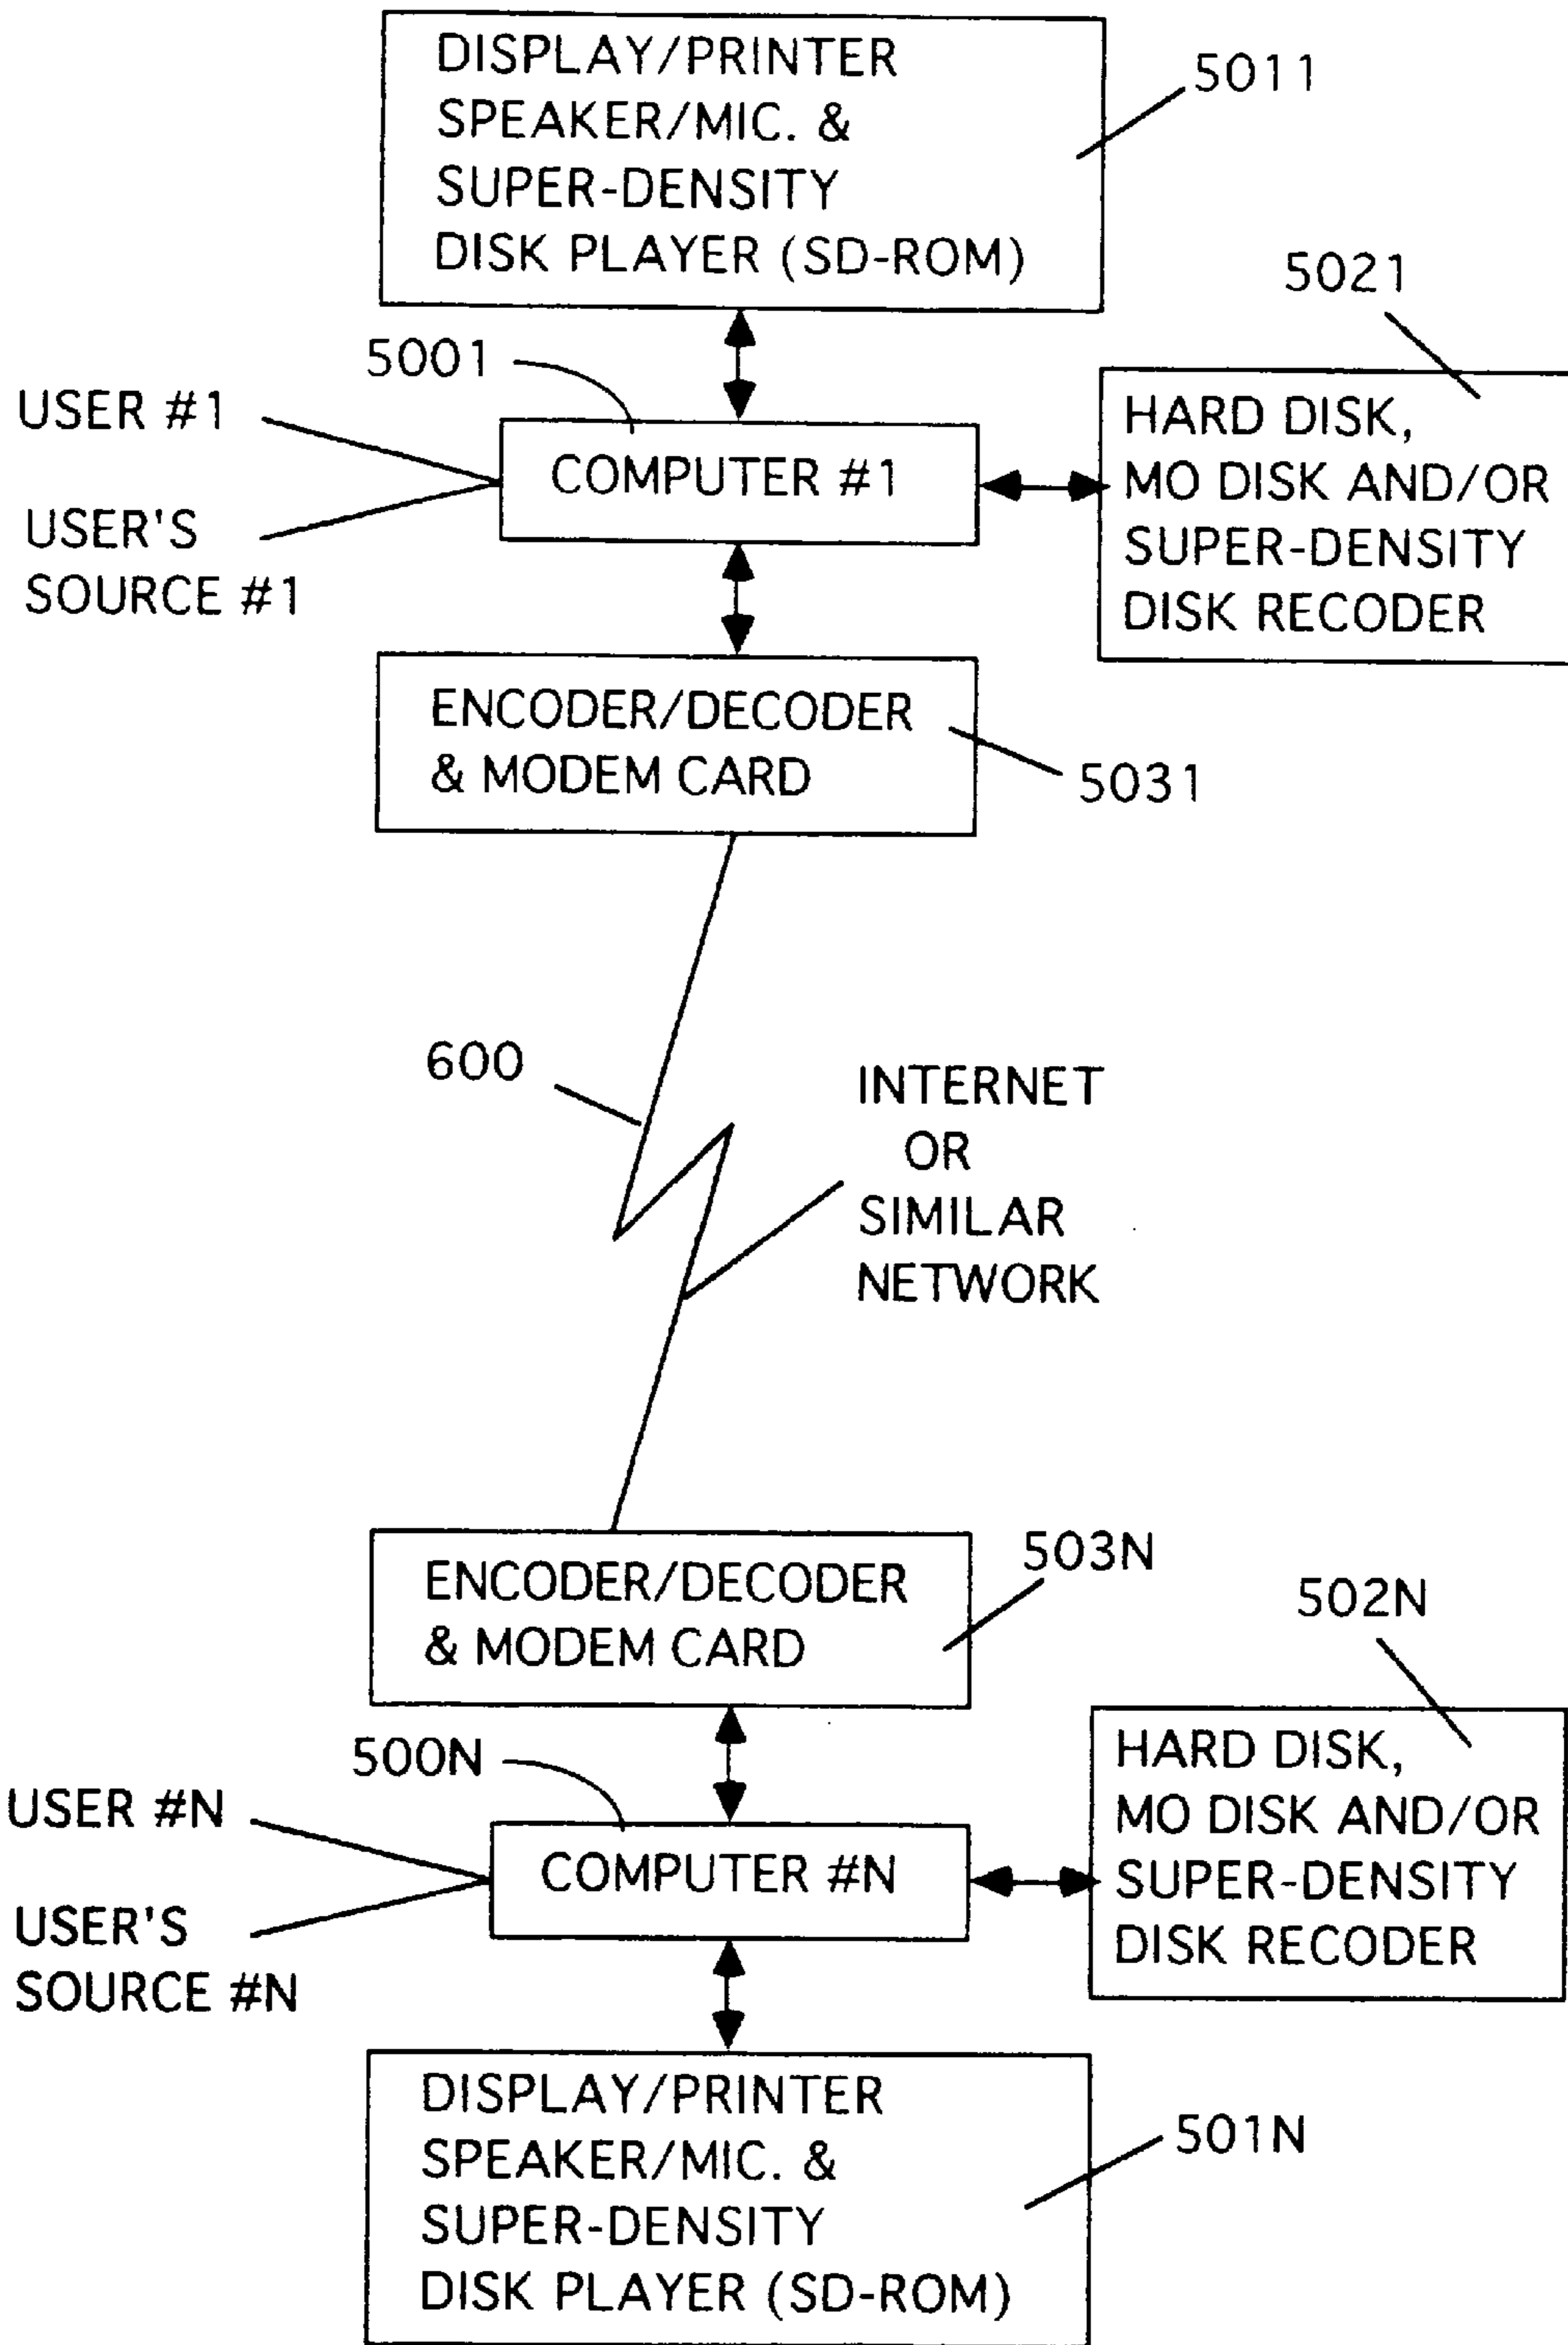 DISPLAY/PRINTER
SPEAKER/MIC. &
SUPER-DENSITY
DISK PLAYER (SD-ROM)
5011
5021
5001
USER #1
COMPUTER #1
USER'S
SOURCE #1
HARD DISK,
MO DISK AND/OR
SUPER-DENSITY
DISK RECODER
ENCODER/DECODER
& MODEM CARD
5031
600
INTERNET
OR
SIMILAR
NETWORK
ENCODER/DECODER
& MODEM CARD
503N
502N
500N
USER #N
COMPUTER #N
USER'S
SOURCE #N
HARD DISK,
MO DISK AND/OR
SUPER-DENSITY
DISK RECODER
DISPLAY/PRINTER
SPEAKER/MIC. &
SUPER-DENSITY
DISK PLAYER (SD-ROM)
501N